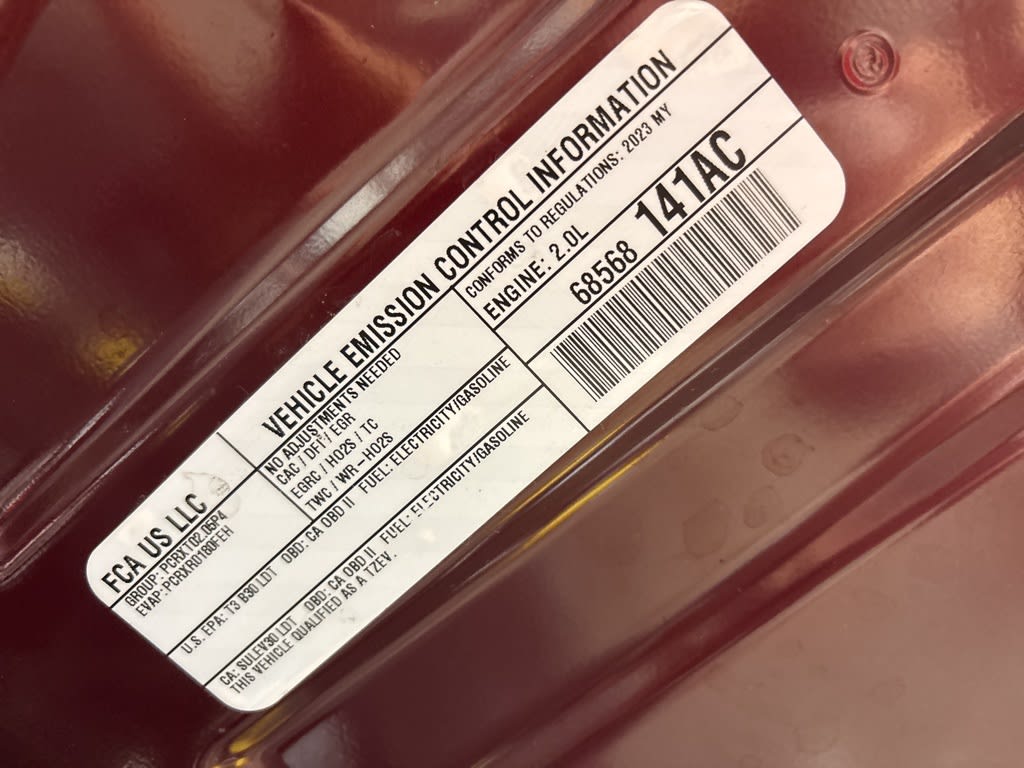 VEHICLE EMISSION CONTROL INFORMATION
FCA US LLC
GROUP: PCRXT02.05P4
EVAP: PCRXR0180FEH
NO ADJUSTMENTS NEEDED
CAC / DFI / EGR
EGRC / HO2S / TC
TWC / WR-HO2S
CONFORMS TO REGULATIONS: 2023 MY
ENGINE: 2.0L
68568 141AC
U.S. EPA: T3 B30 LDT OBD: CA OBD II FUEL: ELECTRICITY/GASOLINE
CA: SULEV30 LDT OBD: CA OBD II FUEL: ELECTRICITY/GASOLINE
THIS VEHICLE QUALIFIED AS A TZEV.